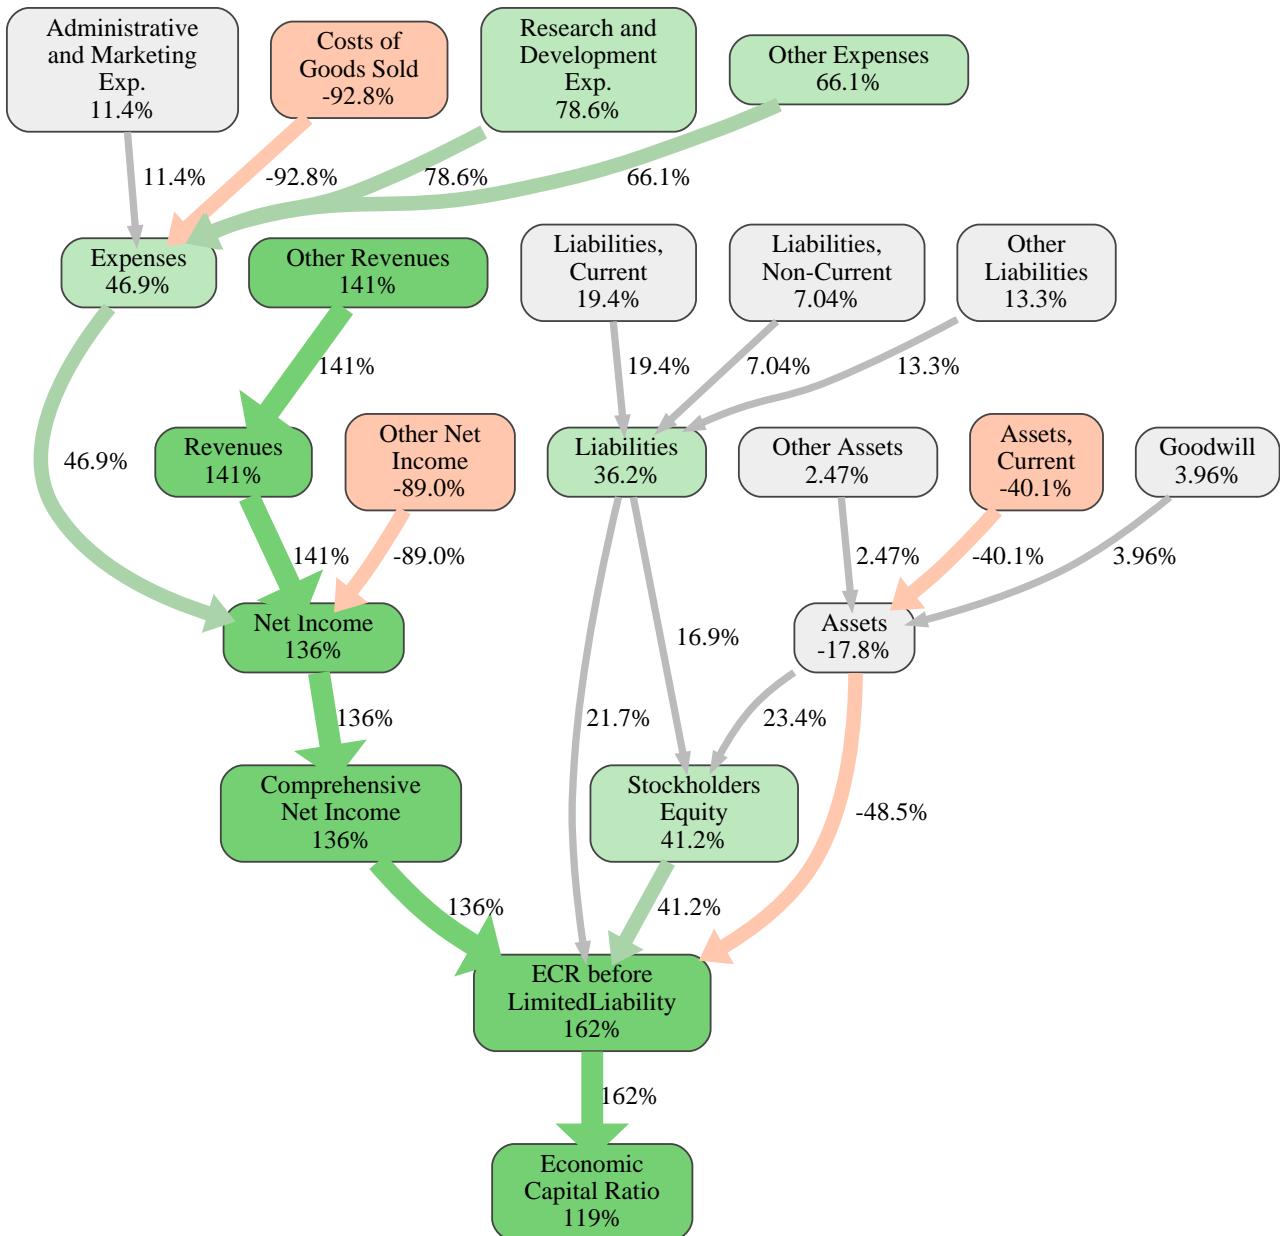 Administrative
and Marketing
Exp.
11.4%
Costs of
Goods Sold
-92.8%
Research and
Development
Exp.
78.6%
Other Expenses
66.1%
11.4%
-92.8%
78.6%
66.1%
Expenses
46.9%
Other Revenues
141%
Liabilities,
Current
19.4%
Liabilities,
Non-Current
7.04%
Other
Liabilities
13.3%
141%
19.4%
7.04%
13.3%
46.9%
Revenues
141%
Other Net
Income
-89.0%
Liabilities
36.2%
Other Assets
2.47%
Assets,
Current
-40.1%
Goodwill
3.96%
141%
-89.0%
2.47%
-40.1%
3.96%
Net Income
136%
16.9%
Assets
-17.8%
136%
21.7%
23.4%
Comprehensive
Net Income
136%
Stockholders
Equity
41.2%
-48.5%
136%
41.2%
ECR before
LimitedLiability
162%
162%
Economic
Capital Ratio
119%